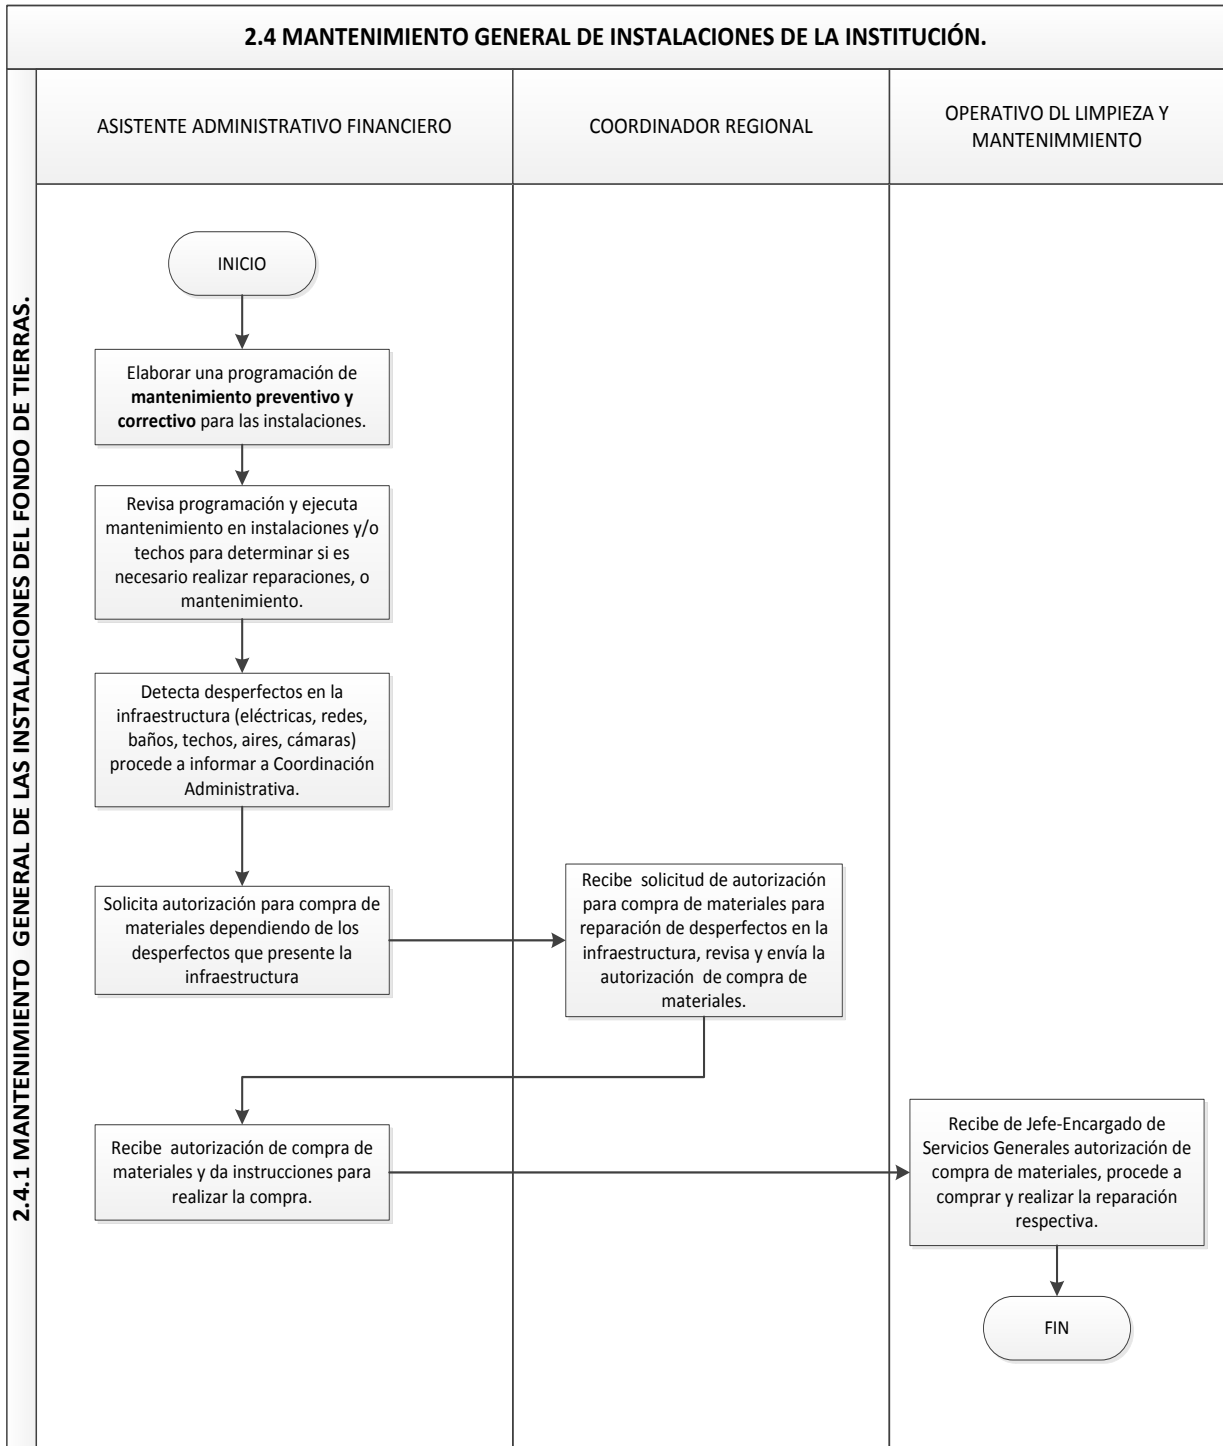 2.4 MANTENIMIENTO GENERAL DE INSTALACIONES DE LA INSTITUCIÓN.
2.4.1 MANTENIMIENTO GENERAL DE LAS INSTALACIONES DEL FONDO DE TIERRAS.
ASISTENTE ADMINISTRATIVO FINANCIERO
COORDINADOR REGIONAL
OPERATIVO DL LIMPIEZA Y
MANTENIMMIENTO
INICIO
Elaborar una programación de
mantenimiento preventivo y
correctivo para las instalaciones.
Revisa programación y ejecuta
mantenimiento en instalaciones y/o
techos para determinar si es
necesario realizar reparaciones, o
mantenimiento.
Detecta desperfectos en la
infraestructura (eléctricas, redes,
baños, techos, aires, cámaras)
procede a informar a Coordinación
Administrativa.
Solicita autorización para compra de
materiales dependiendo de los
desperfectos que presente la
infraestructura
Recibe solicitud de autorización
para compra de materiales para
reparación de desperfectos en la
infraestructura, revisa y envía la
autorización de compra de
materiales.
Recibe autorización de compra de
materiales y da instrucciones para
realizar la compra.
Recibe de Jefe-Encargado de
Servicios Generales autorización de
compra de materiales, procede a
comprar y realizar la reparación
respectiva.
FIN